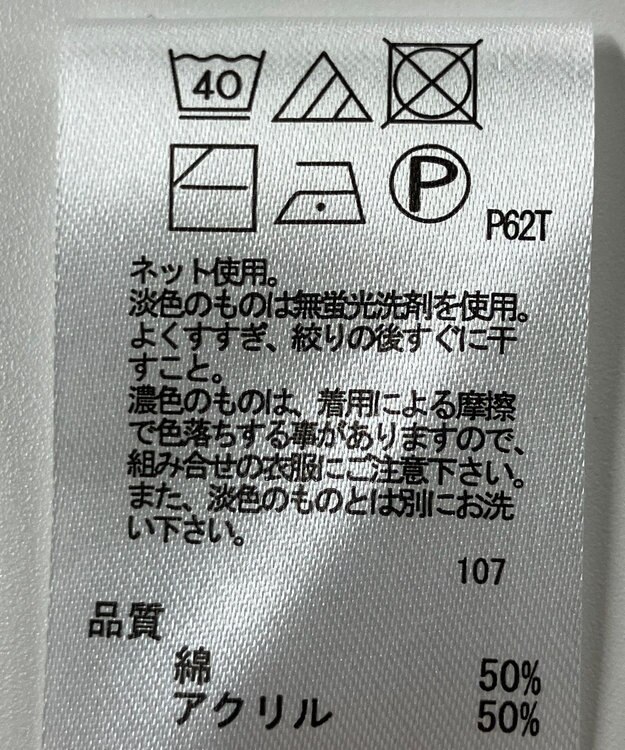 40
P
P62T
ネット使用。
淡色のものは無蛍光洗剤を使用。
よくすすぎ、絞りの後すぐに干
すこと。
濃色のものは、着用による摩擦
で色落ちする事がありますので、
組み合せの衣服にご注意下さい。
また、淡色のものとは別にお洗
い下さい。
107
品質
綿 50%
アクリル 50%